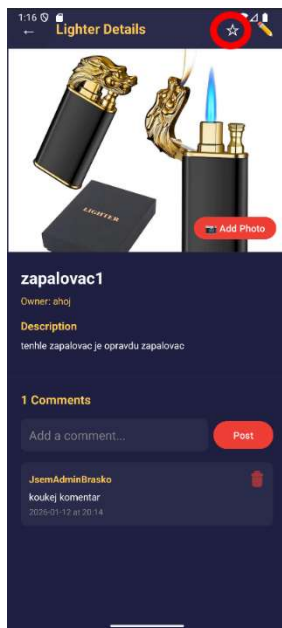 1:16
Lighter Details
LIGHTER
Add Photo
zapalovac1
Owner: ahoj
Description
tenhle zapalovac je opravdu zapalovac
1 Comments
Add a comment...
Post
JsemAdminBrasko
koukej komentar
2026-01-12 at 20:14